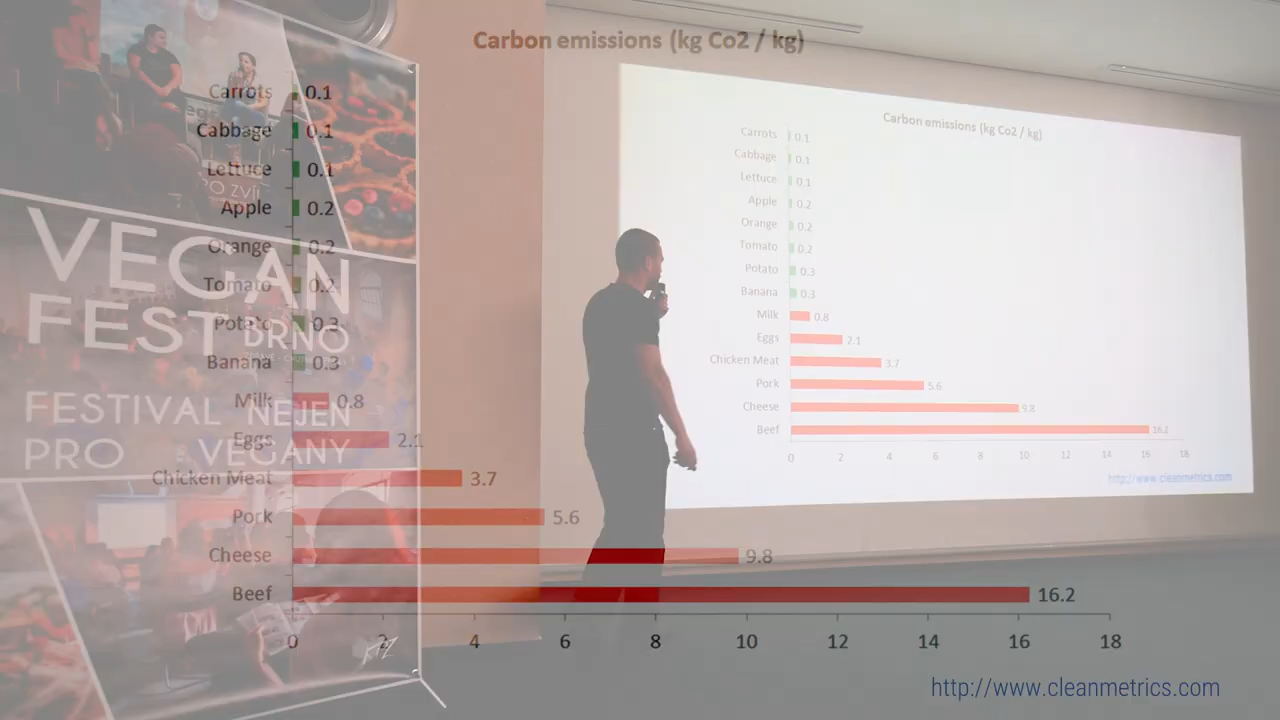 Carbon emissions (kg Co2 / kg)
Carrots 0.1
Cabbage 0.1
Lettuce 0.1
Apple 0.2
Orange 0.2
Tomato 0.2
Potato 0.3
Banana 0.3
Milk 0.8
Eggs 2.1
Chicken Meat 3.7
Pork 5.6
Cheese 9.8
Beef 16.2
0 2 4 6 8 10 12 14 16 18
http://www.cleanmetrics.com
PRO ZVÍŘ
VEGAN
FEST BRNO
FESTIVAL NEJEN
PRO VEGANY
KTZ
Carbon emissions (kg Co2 / kg)
Carrots 0.1
Cabbage 0.1
Lettuce 0.1
Apple 0.2
Orange 0.2
Tomato 0.2
Potato 0.3
Banana 0.3
Milk 0.8
Eggs 2.1
Chicken Meat 3.7
Pork 5.6
Cheese 9.8
Beef 16.2
0 2 4 6 8 10 12 14 16 18
http://www.cleanmetrics.com